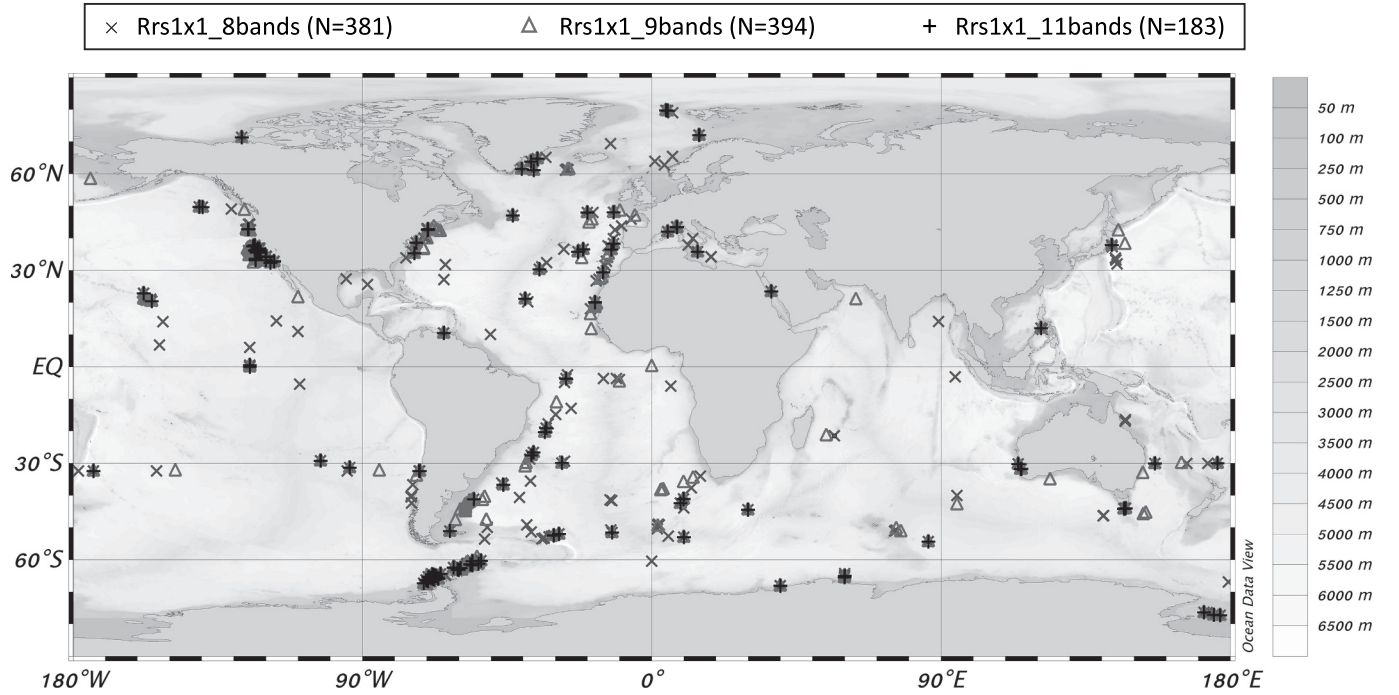 × Rrs1x1_8bands (N=381) △ Rrs1x1_9bands (N=394) + Rrs1x1_11bands (N=183)
60°N
30°N
EQ
30°S
60°S
180°W 90°W 0° 90°E 180°E
Ocean Data View
50 m
100 m
250 m
500 m
750 m
1000 m
1250 m
1500 m
2000 m
2500 m
3000 m
3500 m
4000 m
4500 m
5000 m
5500 m
6000 m
6500 m